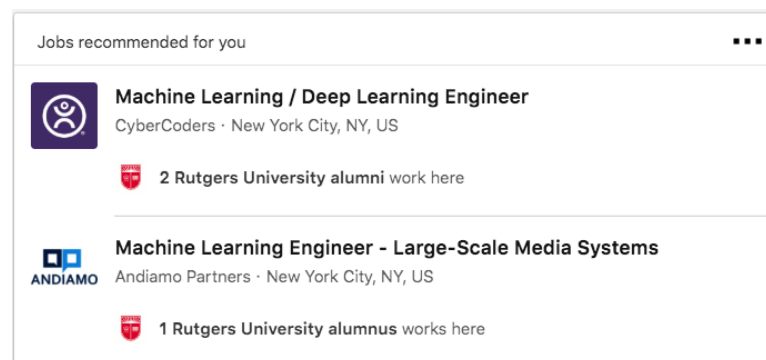 Jobs recommended for you
Machine Learning / Deep Learning Engineer
CyberCoders · New York City, NY, US
2 Rutgers University alumni work here
Machine Learning Engineer - Large-Scale Media Systems
ANDIAMO
Andiamo Partners · New York City, NY, US
1 Rutgers University alumnus works here